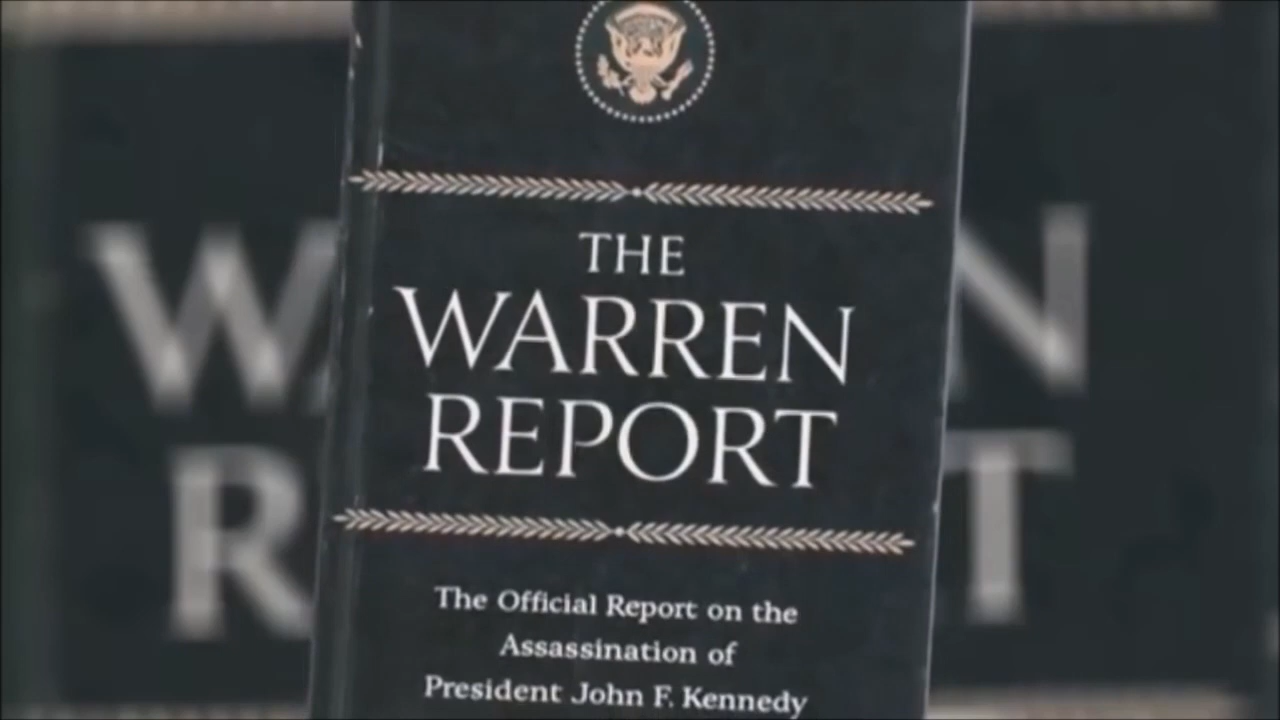 THE
WARREN
REPORT
The Official Report on the
Assassination of
President John F. Kennedy